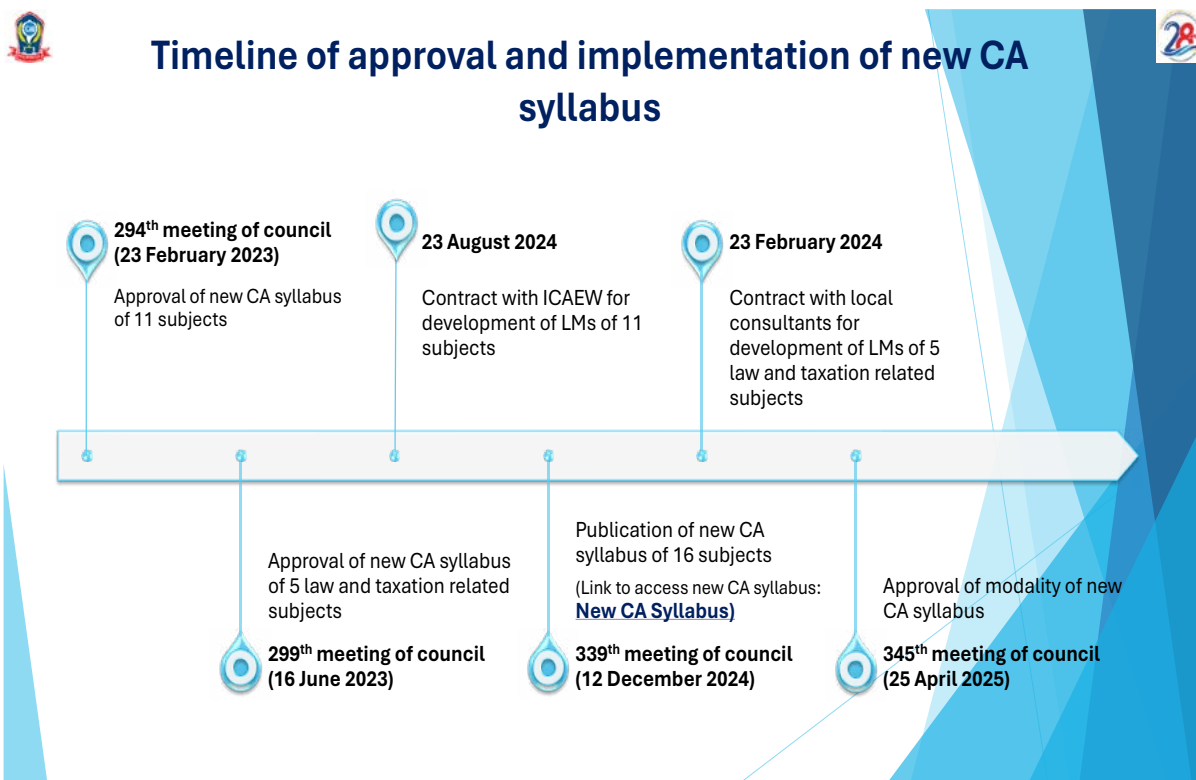 Timeline of approval and implementation of new CA
syllabus
294th meeting of council
(23 February 2023)
Approval of new CA syllabus
of 11 subjects
23 August 2024
Contract with ICAEW for
development of LMs of 11
subjects
23 February 2024
Contract with local
consultants for
development of LMs of 5
law and taxation related
subjects
Approval of new CA syllabus
of 5 law and taxation related
subjects
299th meeting of council
(16 June 2023)
Publication of new CA
syllabus of 16 subjects
(Link to access new CA syllabus:
New CA Syllabus)
339th meeting of council
(12 December 2024)
Approval of modality of new
CA syllabus
345th meeting of council
(25 April 2025)
28